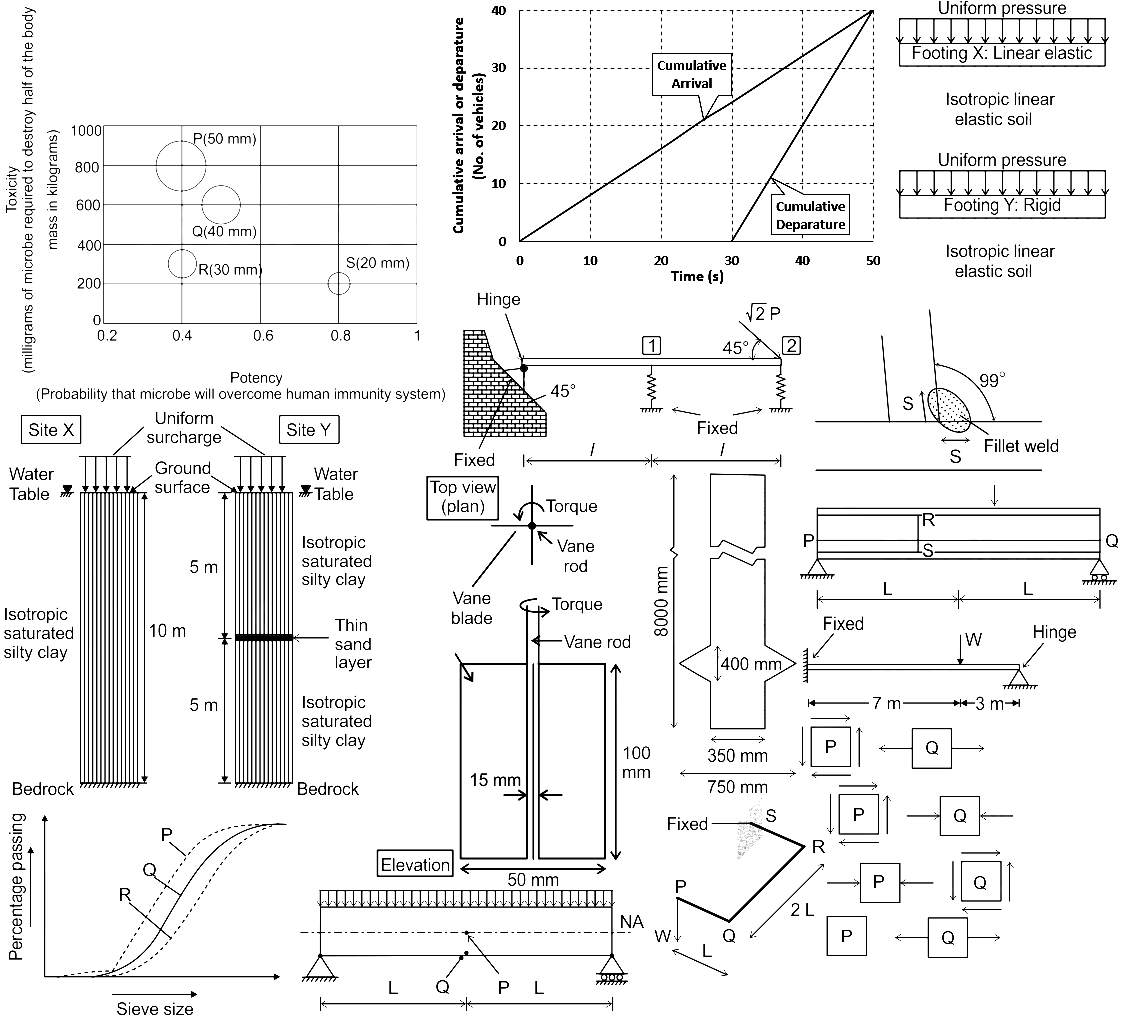 Toxicity
(milligrams of microbe required to destroy half of the body
mass in kilograms)
1000
800
600
400
200
0
0.2
0.4
0.6
0.8
1
P(50 mm)
Q(40 mm)
R(30 mm)
S(20 mm)
Potency
(Probability that microbe will overcome human immunity system)
Cumulative arrival or deparature
(No. of vehicles)
40
30
20
10
0
0
10
20
30
40
50
Time (s)
Cumulative
Arrival
Cumulative
Deparature
Uniform pressure
Footing X: Linear elastic
Isotropic linear
elastic soil
Uniform pressure
Footing Y: Rigid
Isotropic linear
elastic soil
Hinge
√2 P
45°
1
2
45°
Fixed
Fixed
l
l
99°
S
S
Fillet weld
Site X
Uniform
surcharge
Site Y
Water
Table
Ground
surface
Water
Table
5 m
Isotropic
saturated
silty clay
Isotropic
saturated
silty clay
10 m
Thin
sand
layer
5 m
Isotropic
saturated
silty clay
Bedrock
Bedrock
Top view
(plan)
Torque
Vane
rod
Vane
blade
Torque
Vane rod
15 mm
100
mm
Elevation
50 mm
8000 mm
400 mm
350 mm
750 mm
P
R
S
Q
L
L
Fixed
W
Hinge
7 m
3 m
P
Q
P
Q
P
Q
P
Q
Percentage passing
P
Q
R
Sieve size
NA
L
Q
P
L
Fixed
S
R
P
W
Q
L
2 L